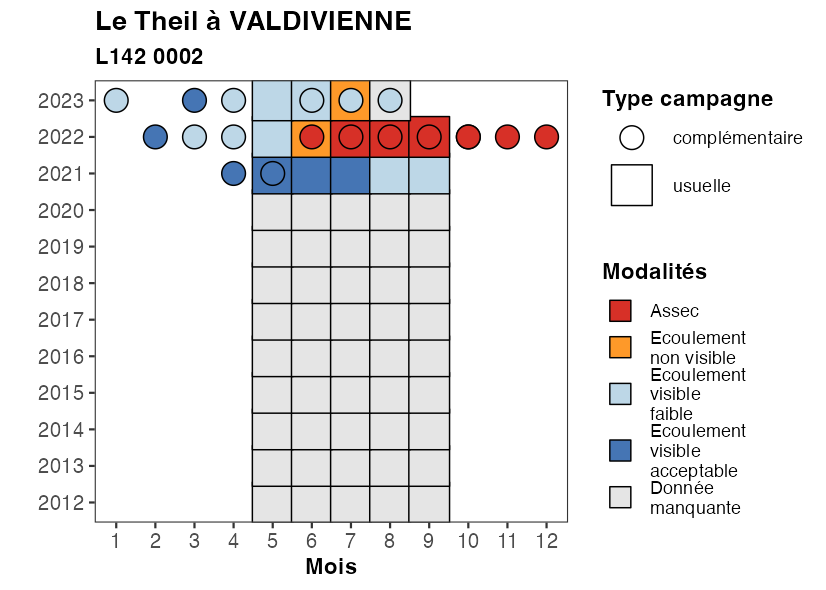 Le Theil à VALDIVIENNE
L142 0002
2023
2022
2021
2020
2019
2018
2017
2016
2015
2014
2013
2012
1 2 3 4 5 6 7 8 9 10 11 12
Mois
Type campagne
complémentaire
usuelle
Modalités
Assec
Ecoulement
non visible
Ecoulement
visible
faible
Ecoulement
visible
acceptable
Donnée
manquante